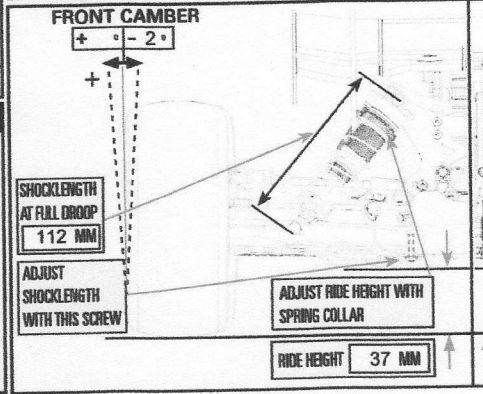 FRONT CAMBER
+ ° - 2°
+
SHOCKLENGTH
AT FULL DROOP
112 MM
ADJUST
SHOCKLENGTH
WITH THIS SCREW
ADJUST RIDE HEIGHT WITH
SPRING COLLAR
RIDE HEIGHT 37 MM